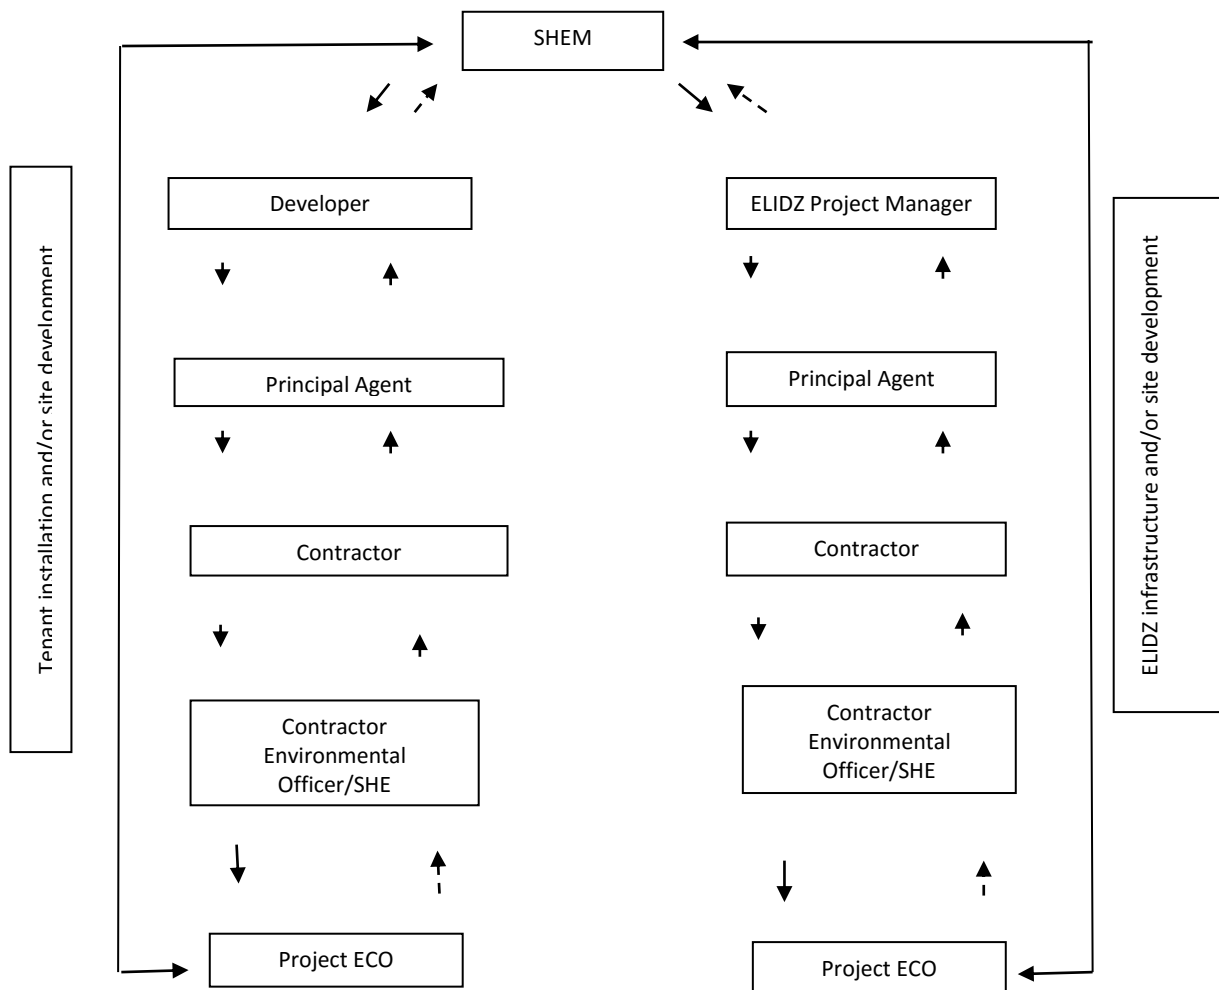 SHEM
Developer
ELIDZ Project Manager
Tenant installation and/or site development
ELIDZ infrastructure and/or site development
Principal Agent
Principal Agent
Contractor
Contractor
Contractor
Environmental
Officer/SHE
Contractor
Environmental
Officer/SHE
Project ECO
Project ECO